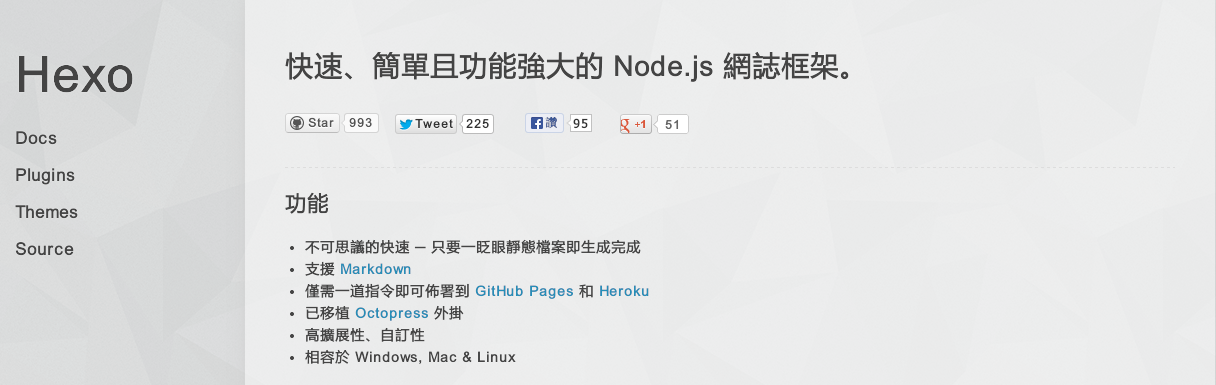 Hexo
Docs
Plugins
Themes
Source
快速、簡單且功能強大的 Node.js 網誌框架。
Star 993 Tweet 225 讚 95 +1 51
功能
不可思議的快速 ─ 只要一眨眼靜態檔案即生成完成
支援 Markdown
僅需一道指令即可佈署到 GitHub Pages 和 Heroku
已移植 Octopress 外掛
高擴展性、自訂性
相容於 Windows, Mac & Linux